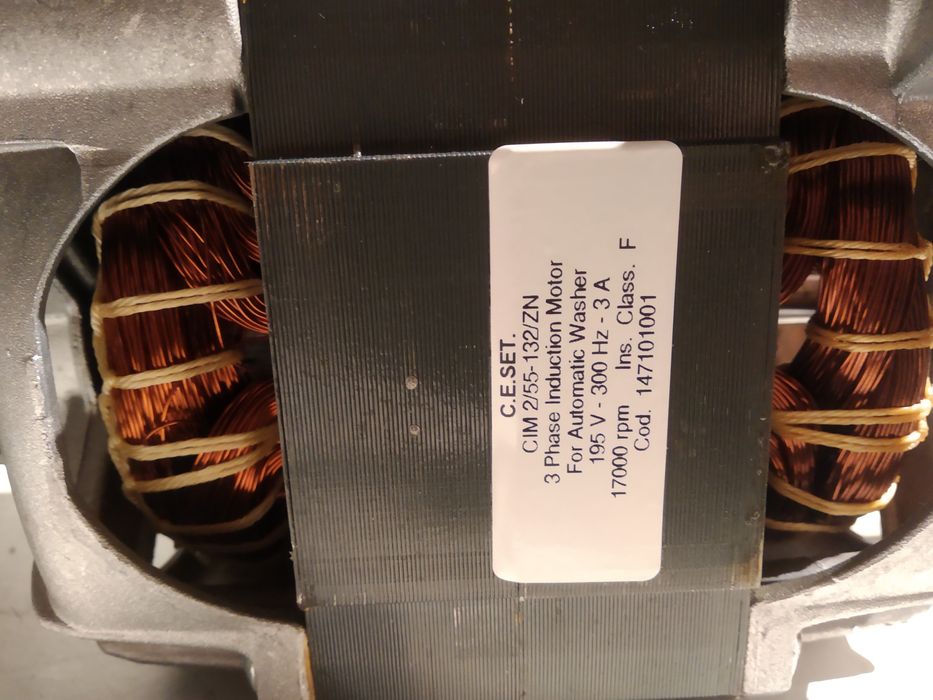 C.E.SET.
CIM 2/55-132/ZN
3 Phase Induction Motor
For Automatic Washer
195 V - 300 Hz - 3 A
17000 rpm Ins. Class. F
Cod. 147101001